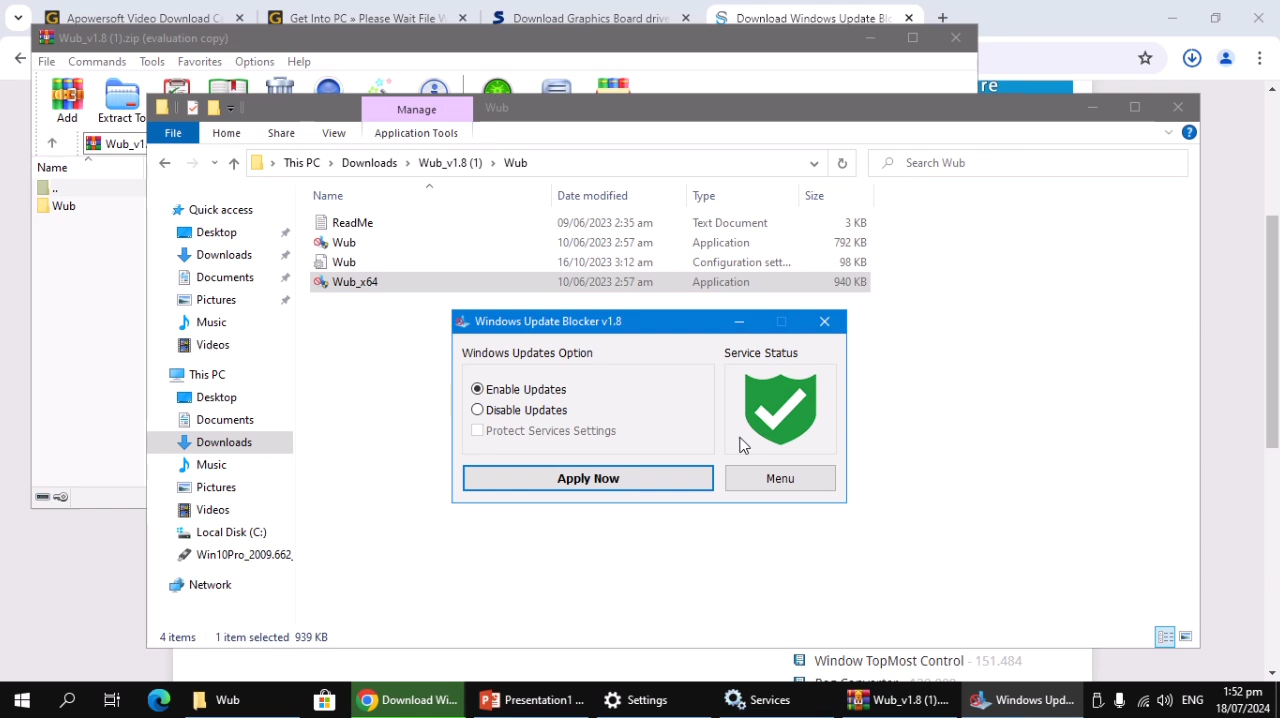 Apowersoft Video Download Ca
Get Into PC » Please Wait File W
Download Graphics Board drive
Download Windows Update Blo
Wub_v1.8 (1).zip (evaluation copy)
File Commands Tools Favorites Options Help
Add Extract To
Wub_v1.
Name
..
Wub
re
Manage Wub
File Home Share View Application Tools
This PC Downloads Wub_v1.8 (1) Wub
Search Wub
Name Date modified Type Size
ReadMe 09/06/2023 2:35 am Text Document 3 KB
Wub 10/06/2023 2:57 am Application 792 KB
Wub 16/10/2023 3:12 am Configuration sett... 98 KB
Wub_x64 10/06/2023 2:57 am Application 940 KB
Quick access
Desktop
Downloads
Documents
Pictures
Music
Videos
This PC
Desktop
Documents
Downloads
Music
Pictures
Videos
Local Disk (C:)
Win10Pro_2009.662_
Network
Windows Update Blocker v1.8
Windows Updates Option
Service Status
Enable Updates
Disable Updates
Protect Services Settings
Apply Now
Menu
4 items 1 item selected 939 KB
Window TopMost Control - 151.484
Wub
Download Wi...
Presentation1 ...
Settings
Services
Wub_v1.8 (1)....
Windows Upd...
ENG
1:52 pm
18/07/2024